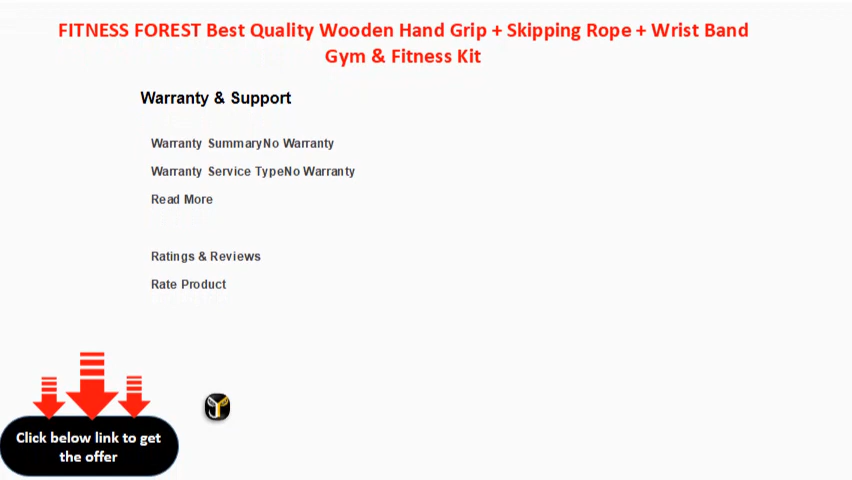 FITNESS FOREST Best Quality Wooden Hand Grip + Skipping Rope + Wrist Band
Gym & Fitness Kit
Warranty & Support
Warranty SummaryNo Warranty
Warranty Service TypeNo Warranty
Read More
Ratings & Reviews
Rate Product
Click below link to get
the offer